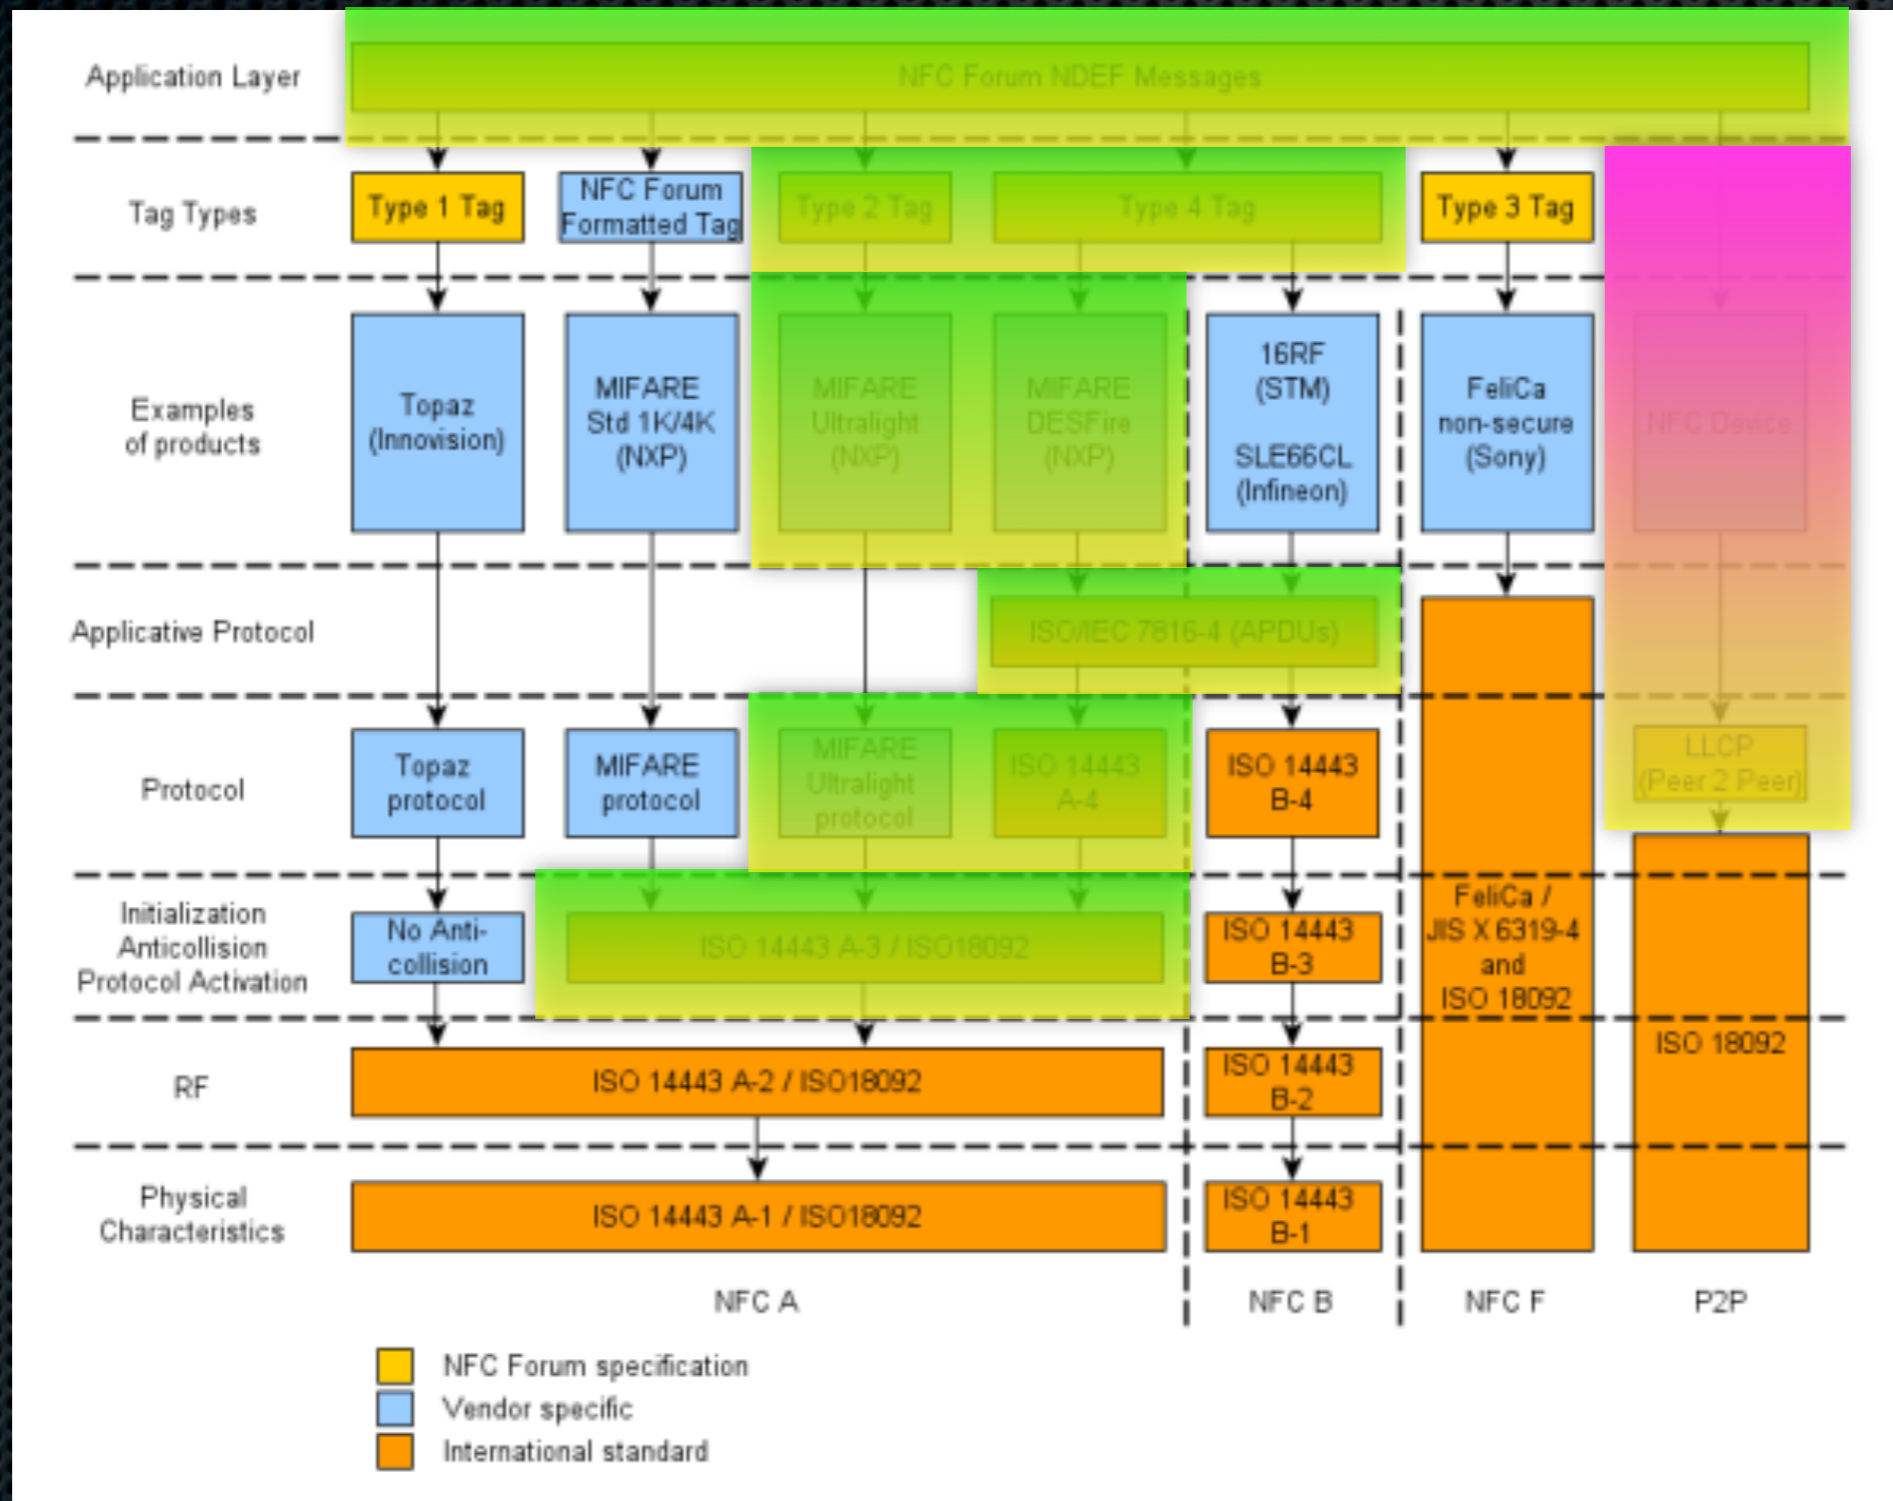 Application Layer
NFC Forum NDEF Messages
Tag Types
Type 1 Tag
NFC Forum
Formatted Tag
Type 2 Tag
Type 4 Tag
Type 3 Tag
Examples
of products
Topaz
(Innovision)
MIFARE
Std 1K/4K
(NXP)
MIFARE
Ultralight
(NXP)
MIFARE
DESFire
(NXP)
16RF
(STM)
SLE66CL
(Infineon)
FeliCa
non-secure
(Sony)
NFC Device
Applicative Protocol
ISO/IEC 7816-4 (APDUs)
Protocol
Topaz
protocol
MIFARE
protocol
MIFARE
Ultralight
protocol
ISO 14443
A-4
ISO 14443
B-4
LLCP
(Peer 2 Peer)
Initialization
Anticollision
Protocol Activation
No Anti-
collision
ISO 14443 A-3 / ISO18092
ISO 14443
B-3
FeliCa /
JIS X 6319-4
and
ISO 18092
ISO 18092
RF
ISO 14443 A-2 / ISO18092
ISO 14443
B-2
Physical
Characteristics
ISO 14443 A-1 / ISO18092
ISO 14443
B-1
NFC A
NFC B
NFC F
P2P
NFC Forum specification
Vendor specific
International standard